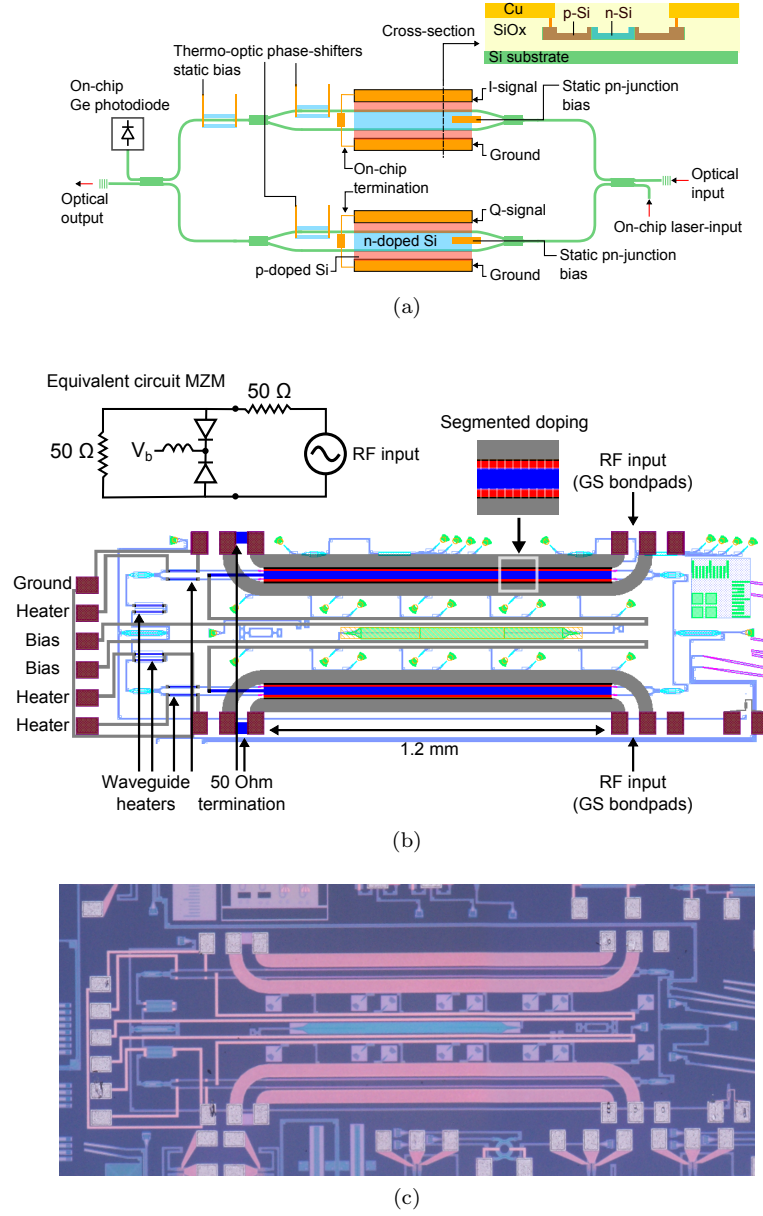 Cu
p-Si n-Si
SiOx
Si substrate
Cross-section
Thermo-optic phase-shifters
static bias
On-chip
Ge photodiode
I-signal
Static pn-junction
bias
Ground
On-chip
termination
Optical
output
Optical
input
On-chip laser-input
Q-signal
n-doped Si
p-doped Si
Static pn-junction
bias
Ground
(a)
Equivalent circuit MZM
50 Ω
50 Ω
Vb
RF input
Segmented doping
RF input
(GS bondpads)
Ground
Heater
Bias
Bias
Heater
Heater
1.2 mm
Waveguide
heaters
50 Ohm
termination
RF input
(GS bondpads)
(b)
(c)